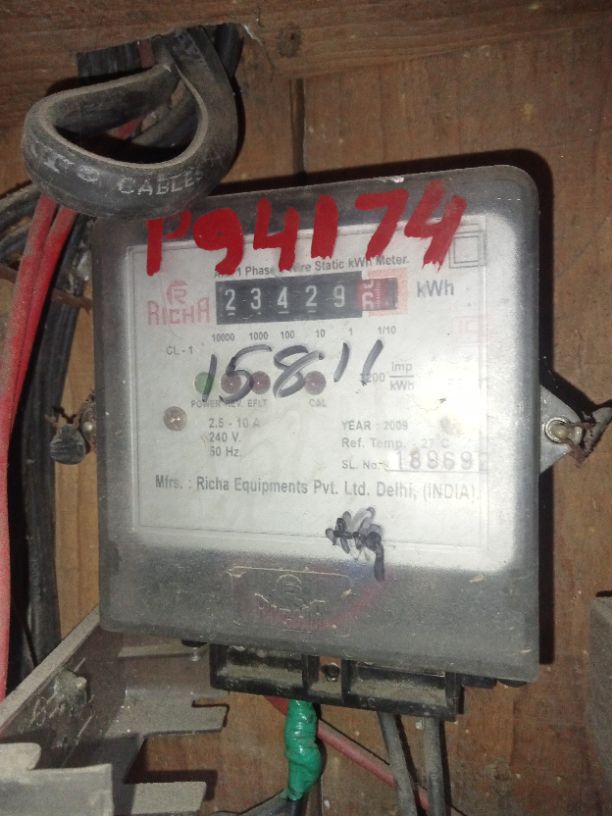 CABLES
P94174
1 Phase Wire Static kWh Meter.
RICHA
23429 kWh
10000 1000 100 10 1 1/10
CL - 1
15811
Imp
kWh
POWER REV. EFLT CAL
2.5 - 10 A
240 V.
50 Hz.
YEAR : 2009
Ref. Temp. - 27°C
SL. No. 18969
Mfrs. : Richa Equipments Pvt. Ltd. Delhi, (INDIA).